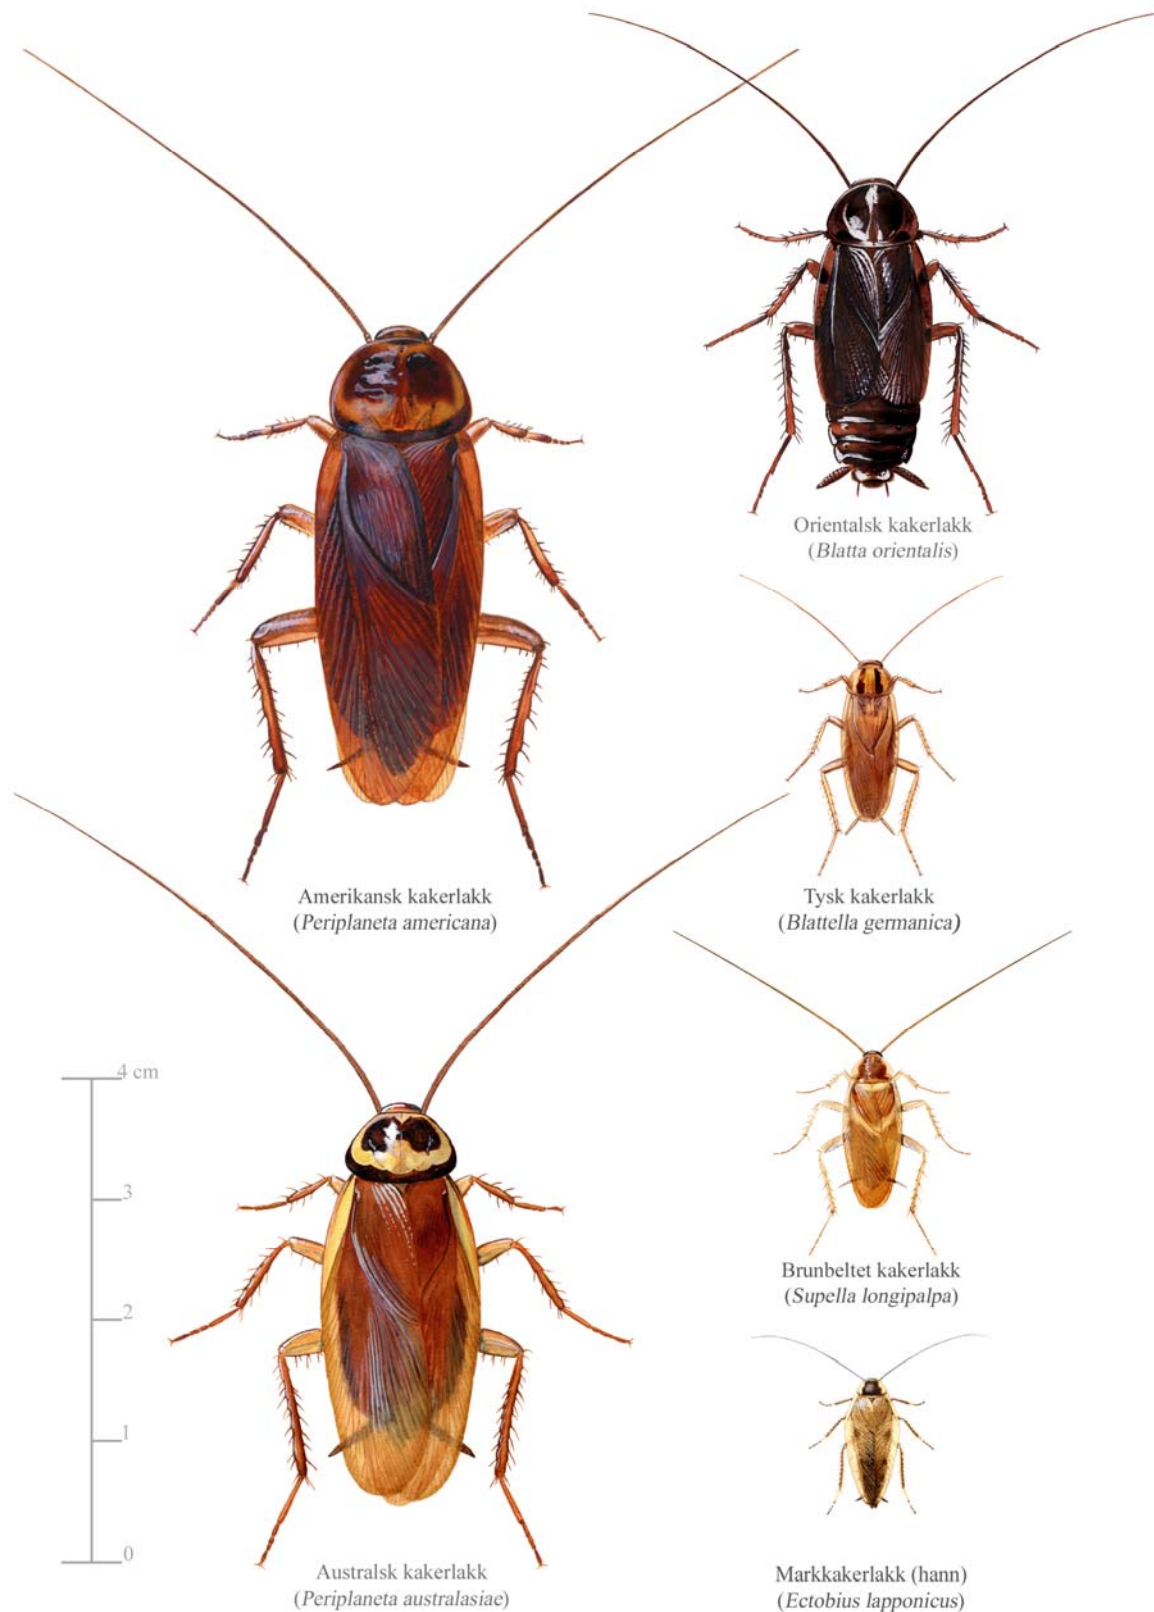 Orientalsk kakerlakk
(Blatta orientalis)
Amerikansk kakerlakk
(Periplaneta americana)
Tysk kakerlakk
(Blattella germanica)
4 cm
3
2
1
0
Brunbeltet kakerlakk
(Supella longipalpa)
Australsk kakerlakk
(Periplaneta australasiae)
Markkakerlakk (hann)
(Ectobius lapponicus)